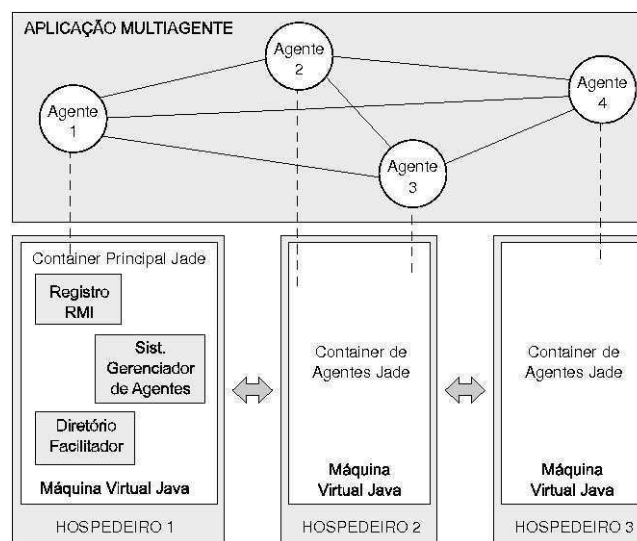 APLICAÇÃO MULTIAGENTE
Agente
1
Agente
2
Agente
3
Agente
4
Container Principal Jade
Registro
RMI
Sist.
Gerenciador
de Agentes
Diretório
Facilitador
Máquina Virtual Java
HOSPEDEIRO 1
Container de
Agentes Jade
Máquina
Virtual Java
HOSPEDEIRO 2
Container de
Agentes Jade
Máquina
Virtual Java
HOSPEDEIRO 3